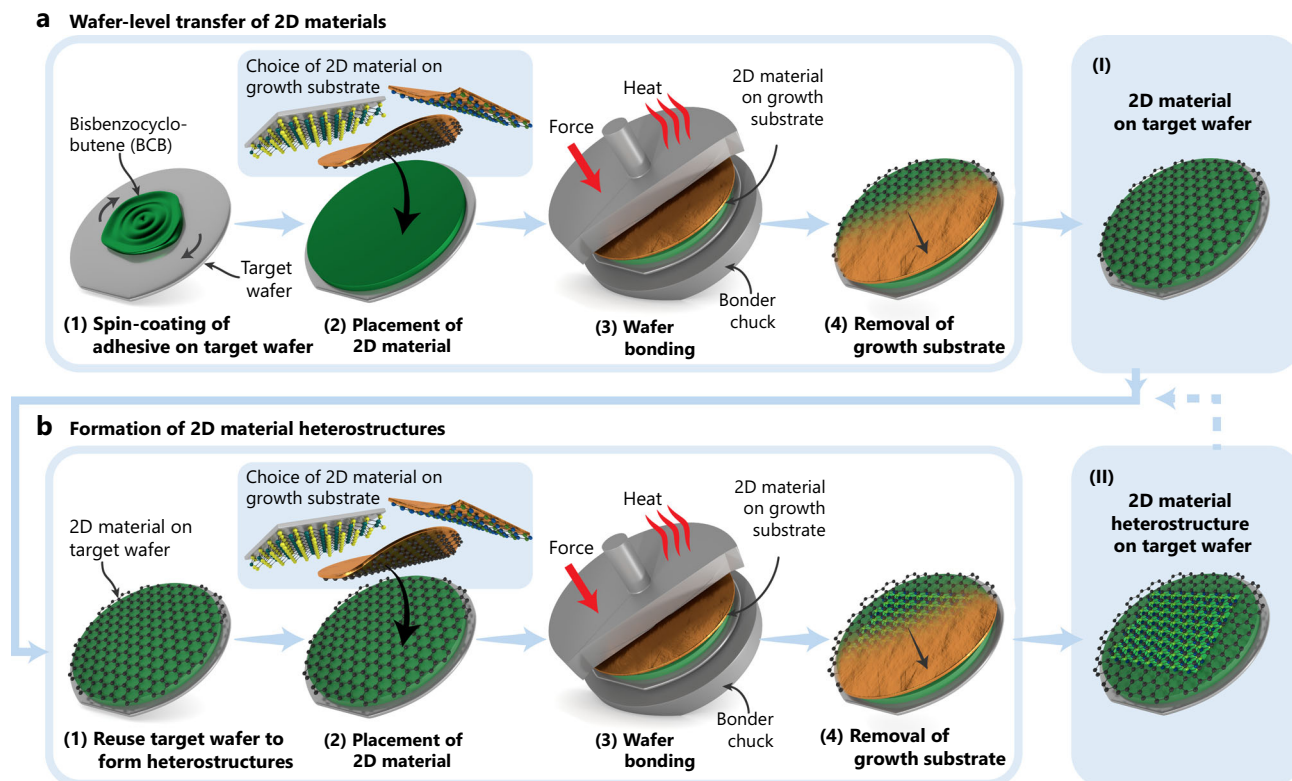 a Wafer-level transfer of 2D materials
Choice of 2D material on
growth substrate
Bisbenzocyclo-
butene (BCB)
Target
wafer
(1) Spin-coating of
adhesive on target wafer
(2) Placement of
2D material
Heat
Force
2D material
on growth
substrate
Bonder
chuck
(3) Wafer
bonding
(4) Removal of
growth substrate
(I)
2D material
on target wafer
b Formation of 2D material heterostructures
2D material on
target wafer
(1) Reuse target wafer to
form heterostructures
Choice of 2D material on
growth substrate
(2) Placement of
2D material
Heat
Force
2D material
on growth
substrate
Bonder
chuck
(3) Wafer
bonding
(4) Removal of
growth substrate
(II)
2D material
heterostructure
on target wafer